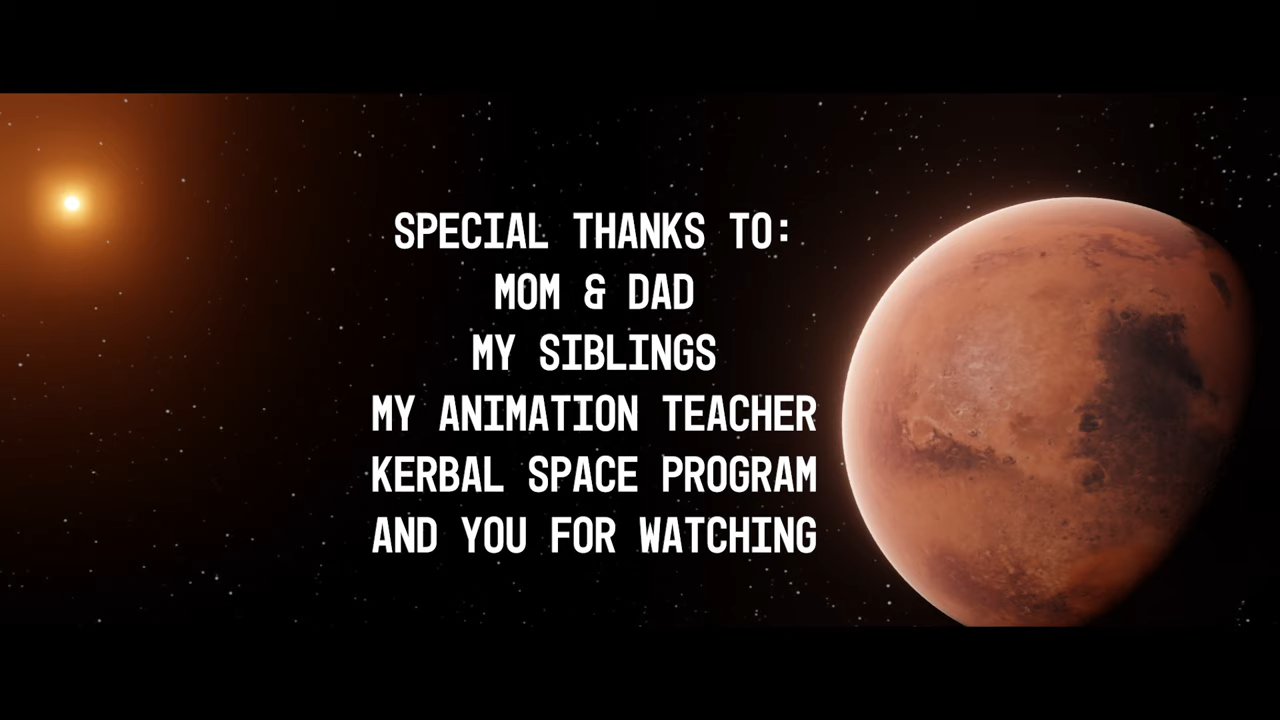 SPECIAL THANKS TO:
MOM & DAD
MY SIBLINGS
MY ANIMATION TEACHER
KERBAL SPACE PROGRAM
AND YOU FOR WATCHING